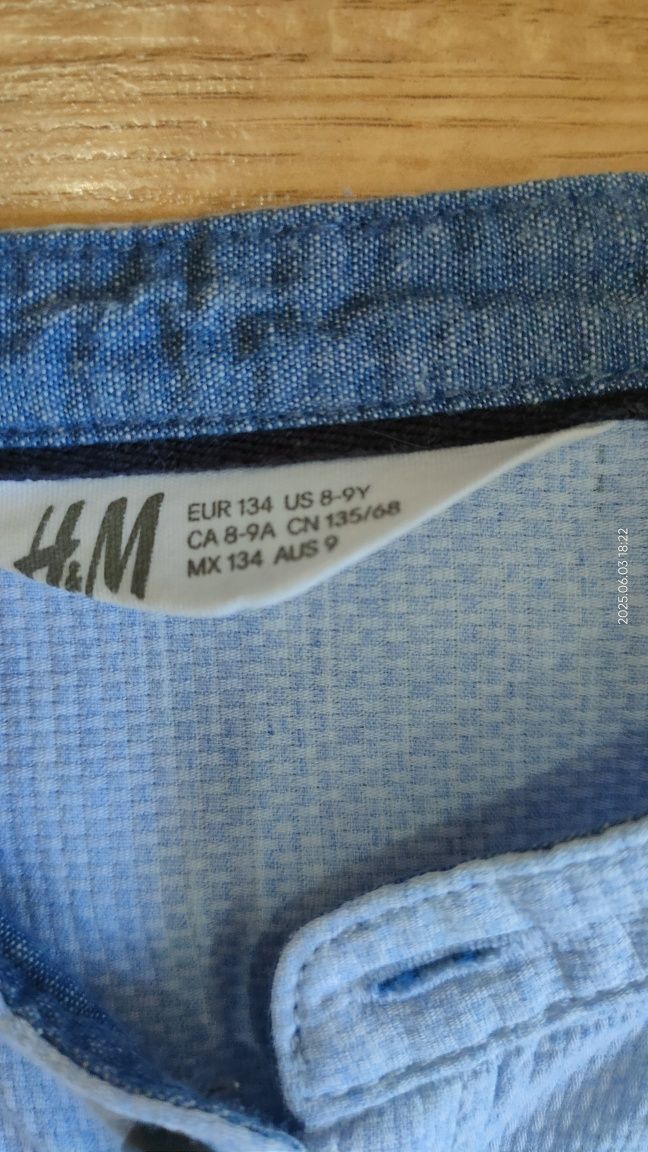 H&M
EUR 134 US 8-9Y
CA 8-9A CN 135/68
MX 134 AUS 9
2025.06.03 18:22